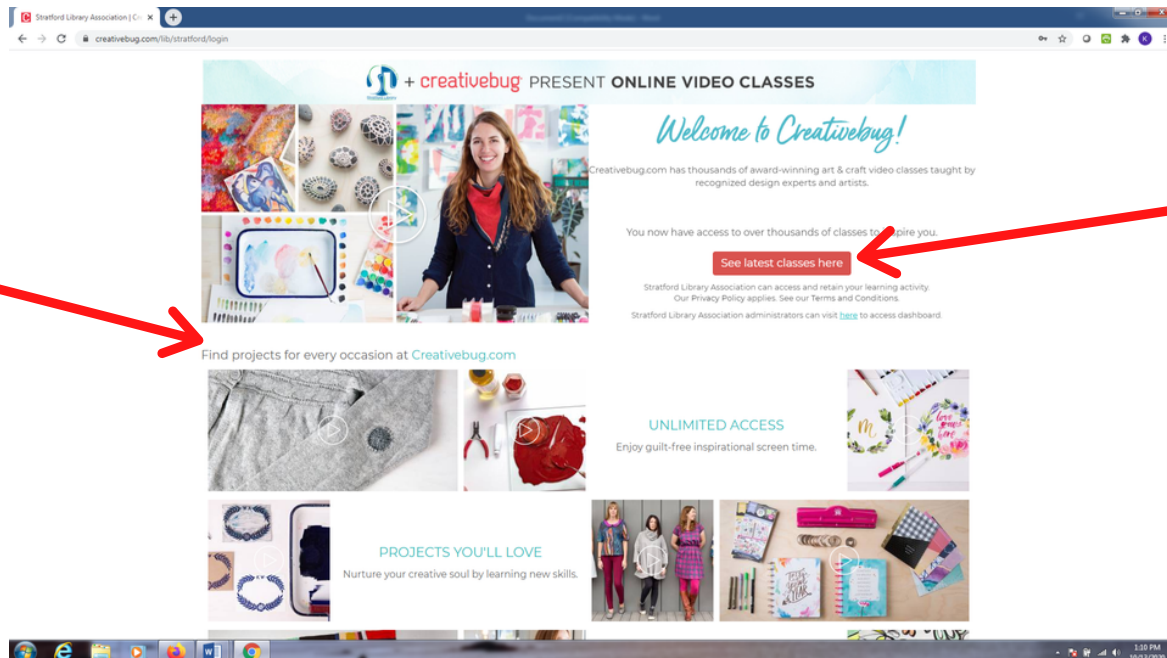 Stratford Library Association | Cr
creativebug.com/lib/stratford/login
K
+ creativebug PRESENT ONLINE VIDEO CLASSES
Welcome to Creativebug!
Creativebug.com has thousands of award-winning art & craft video classes taught by
recognized design experts and artists.
You now have access to over thousands of classes to inspire you.
See latest classes here
Stratford Library Association can access and retain your learning activity.
Our Privacy Policy applies. See our Terms and Conditions.
Stratford Library Association administrators can visit here to access dashboard.
Find projects for every occasion at Creativebug.com
UNLIMITED ACCESS
Enjoy guilt-free inspirational screen time.
m
love
grows
here
PROJECTS YOU'LL LOVE
Nurture your creative soul by learning new skills.
1:10 PM